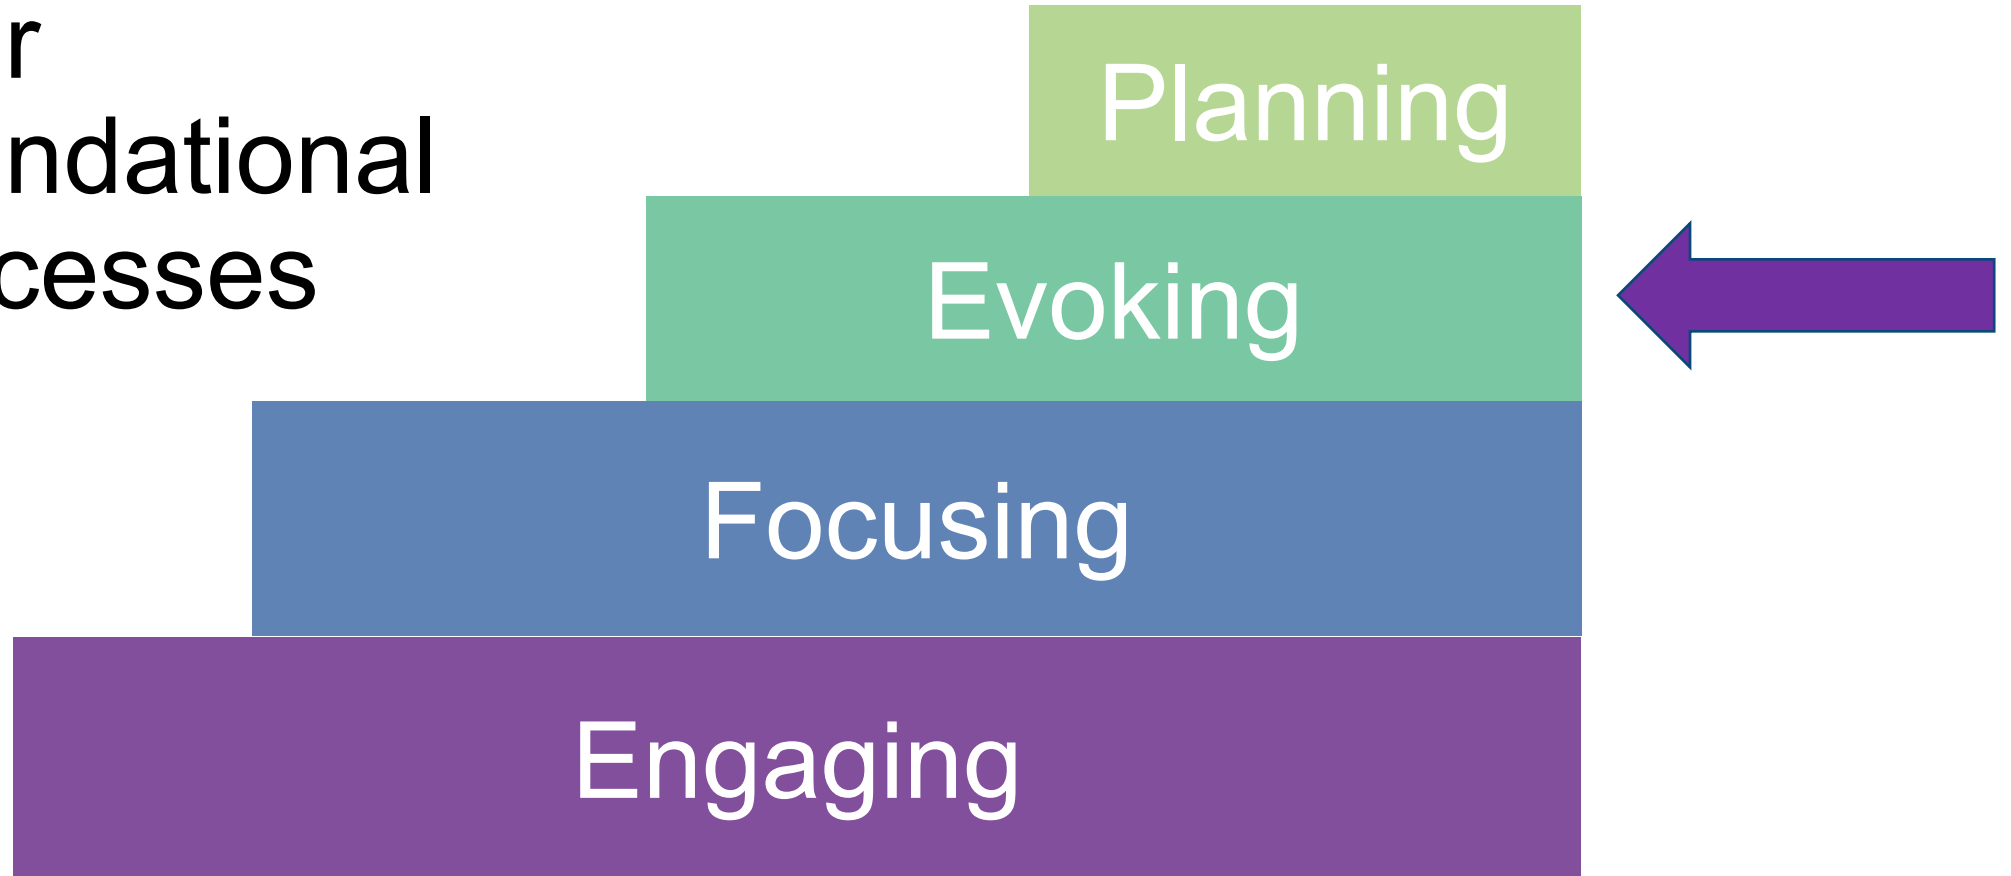 r
ndational
cesses
Planning
Evoking
Focusing
Engaging